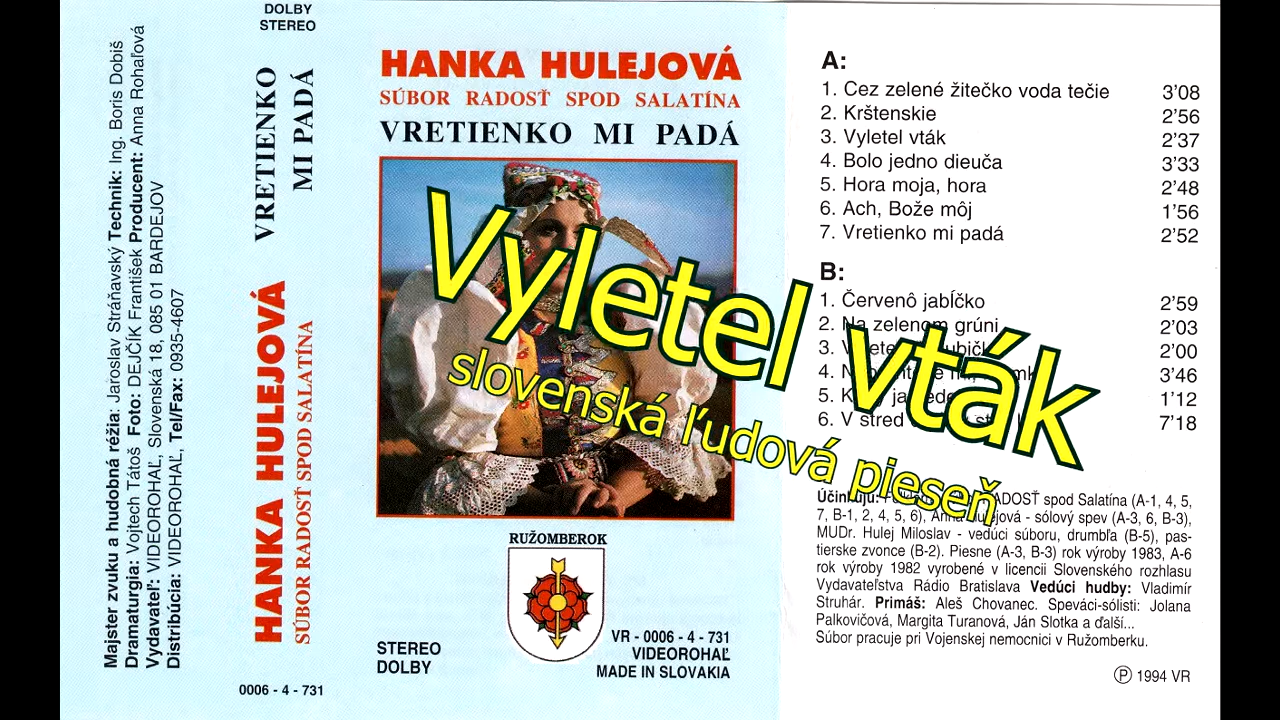 Majster zvuku a hudobná réžia: Jaroslav Stráňavský Technik: Ing. Boris Dobiš
Dramaturgia: Vojtech Tátoš Foto: DEJČÍK František Producent: Anna Rohaľová
Vydavateľ: VIDEOROHAĽ, Slovenská 18, 085 01 BARDEJOV
Distribúcia: VIDEOROHAĽ, Tel/Fax: 0935-4607
DOLBY
STEREO
VRETIENKO
MI PADÁ
HANKA HULEJOVÁ
SÚBOR RADOSŤ SPOD SALATÍNA
0006 - 4 - 731
HANKA HULEJOVÁ
SÚBOR RADOSŤ SPOD SALATÍNA
VRETIENKO MI PADÁ
Vyletel vták
slovenská ľudová pieseň
RUŽOMBEROK
STEREO
DOLBY
VR - 0006 - 4 - 731
VIDEOROHAĽ
MADE IN SLOVAKIA
A:
1. Cez zelené žitečko voda tečie 3'08
2. Krštenskie 2'56
3. Vyletel vták 2'37
4. Bolo jedno dieuča 3'33
5. Hora moja, hora 2'48
6. Ach, Bože môj 1'56
7. Vretienko mi padá 2'52
B:
1. Červenô jabĺčko 2'59
2. Na zelenom grúni 2'03
3. 2'00
4. 3'46
5. 1'12
6. V stred 7'18
Účinkujú: RADOSŤ spod Salatína (A-1, 4, 5,
7, B-1, 2, 4, 5, 6), Anna Hulejová - sólový spev (A-3, 6, B-3),
MUDr. Hulej Miloslav - vedúci súboru, drumbľa (B-5), pas-
tierske zvonce (B-2). Piesne (A-3, B-3) rok výroby 1983, A-6
rok výroby 1982 vyrobené v licencii Slovenského rozhlasu
Vydavateľstva Rádio Bratislava Vedúci hudby: Vladimír
Struhár. Primáš: Aleš Chovanec. Speváci-sólisti: Jolana
Palkovičová, Margita Turanová, Ján Slotka a ďalší...
Súbor pracuje pri Vojenskej nemocnici v Ružomberku.
Ⓟ 1994 VR